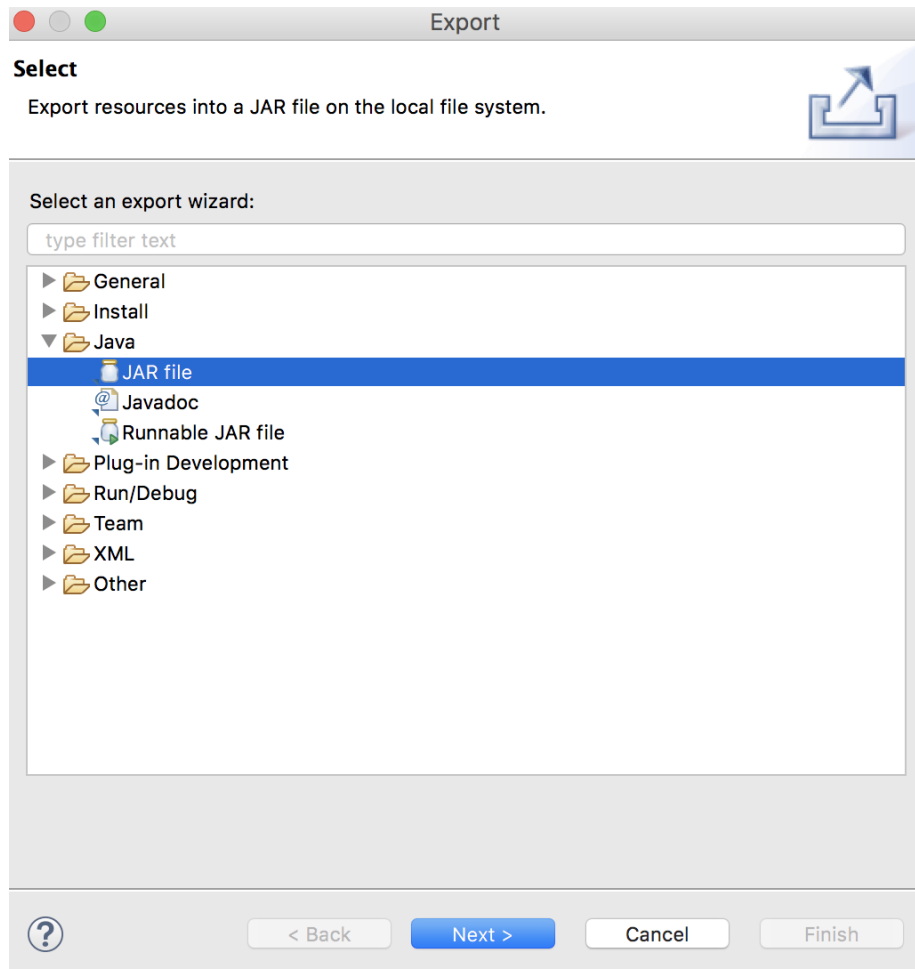 Export
Select
Export resources into a JAR file on the local file system.
Select an export wizard:
type filter text
General
Install
Java
JAR file
@ Javadoc
Runnable JAR file
Plug-in Development
Run/Debug
Team
XML
Other
? < Back Next > Cancel Finish